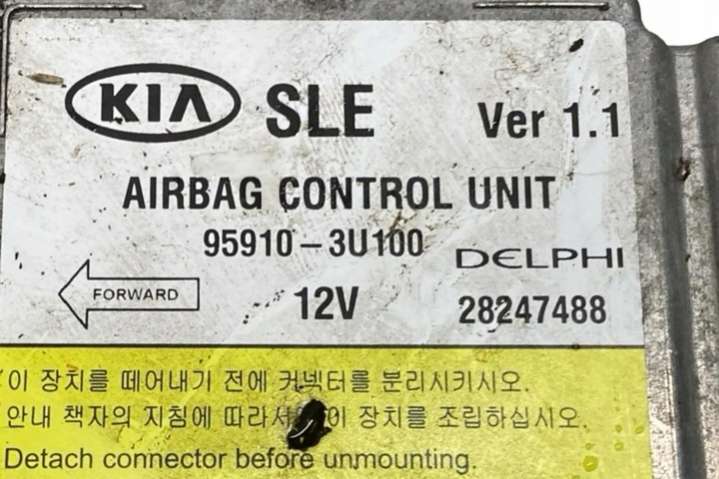 KIA SLE Ver 1.1
AIRBAG CONTROL UNIT
95910-3U100 DELPHI
FORWARD 12V 28247488
이 장치를 떼어내기 전에 커넥터를 분리시키시오.
안내 책자의 지침에 따라서 이 장치를 조립하십시오.
Detach connector before unmounting.